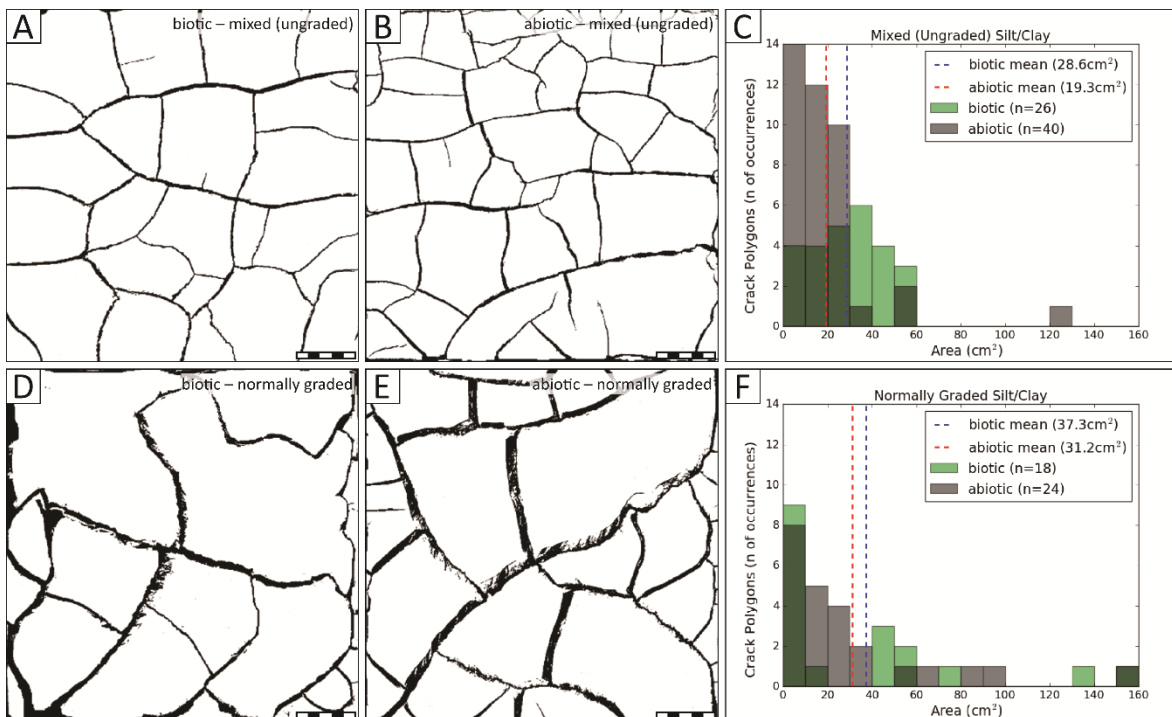 A
biotic – mixed (ungraded)
B
abiotic – mixed (ungraded)
C
Mixed (Ungraded) Silt/Clay
biotic mean (28.6cm²)
abiotic mean (19.3cm²)
biotic (n=26)
abiotic (n=40)
Crack Polygons (n of occurrences)
14
12
10
8
6
4
2
0
0 20 40 60 80 100 120 140 160
Area (cm²)
D
biotic – normally graded
E
abiotic – normally graded
F
Normally Graded Silt/Clay
biotic mean (37.3cm²)
abiotic mean (31.2cm²)
biotic (n=18)
abiotic (n=24)
Crack Polygons (n of occurrences)
14
12
10
8
6
4
2
0
0 20 40 60 80 100 120 140 160
Area (cm²)